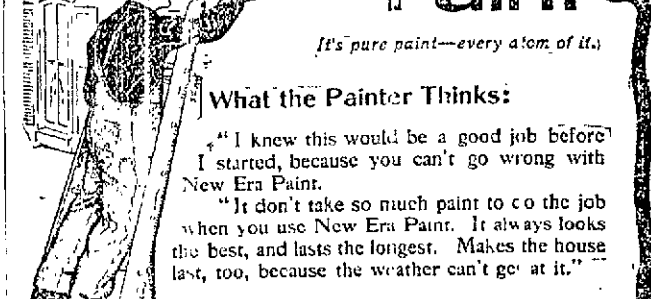 It's pure paint—every atom of it.
What the Painter Thinks:
"I knew this would be a good job before
I started, because you can't go wrong with
New Era Paint.
"It don't take so much paint to do the job
when you use New Era Paint. It always looks
the best, and lasts the longest. Makes the house
last, too, because the weather can't get at it."